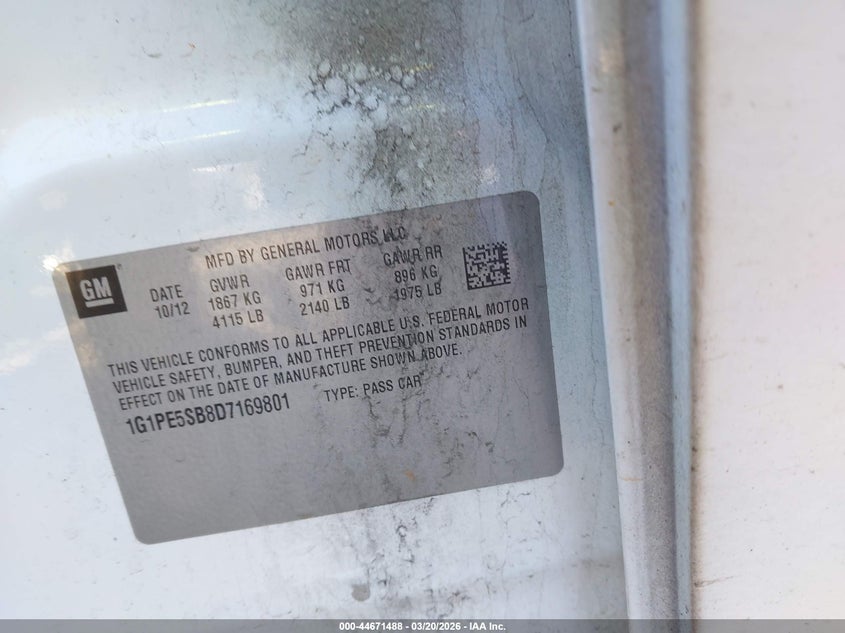 MFD BY GENERAL MOTORS LLC
GM®
DATE GVWR GAWR FRT GAWR RR
10/12 1867 KG 971 KG 896 KG
4115 LB 2140 LB 1975 LB
THIS VEHICLE CONFORMS TO ALL APPLICABLE U.S. FEDERAL MOTOR
VEHICLE SAFETY, BUMPER, AND THEFT PREVENTION STANDARDS IN
EFFECT ON THE DATE OF MANUFACTURE SHOWN ABOVE.
1G1PE5SB8D7169801 TYPE: PASS CAR
000-44671488 — 03/20/2026 — IAA Inc.